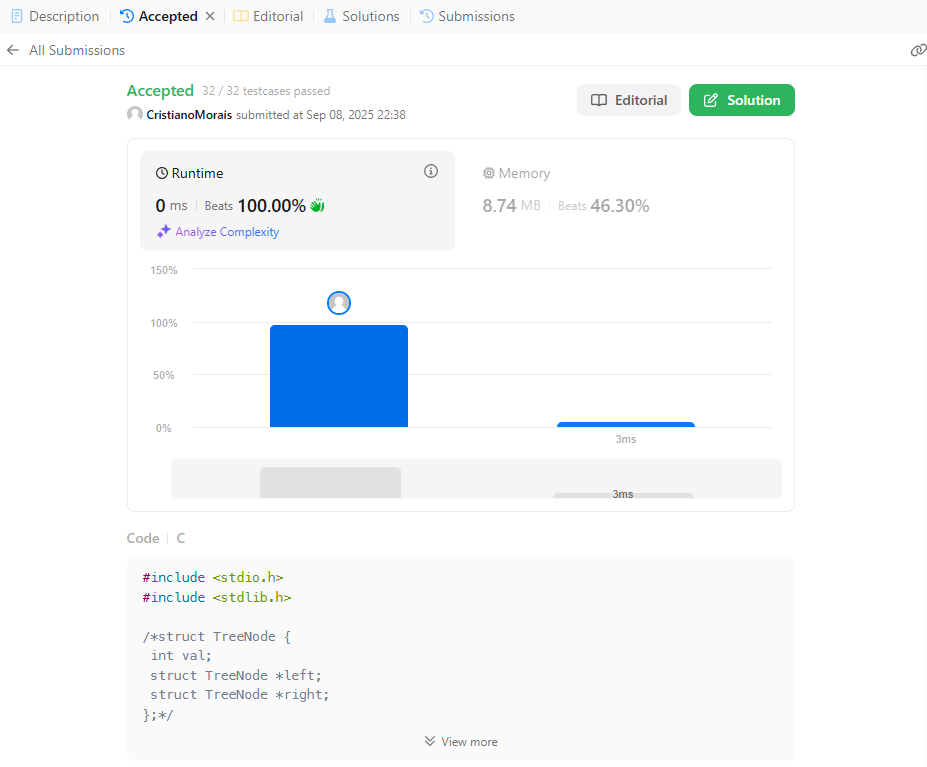 Description Accepted Editorial Solutions Submissions
All Submissions
Accepted 32 / 32 testcases passed
CristianoMorais submitted at Sep 08, 2025 22:38
Editorial
Solution
Runtime
0 ms Beats 100.00%
Analyze Complexity
Memory
8.74 MB Beats 46.30%
150%
100%
50%
0%
3ms
3ms
Code C
#include <stdio.h>
#include <stdlib.h>
/*struct TreeNode {
int val;
struct TreeNode *left;
struct TreeNode *right;
};*/
View more